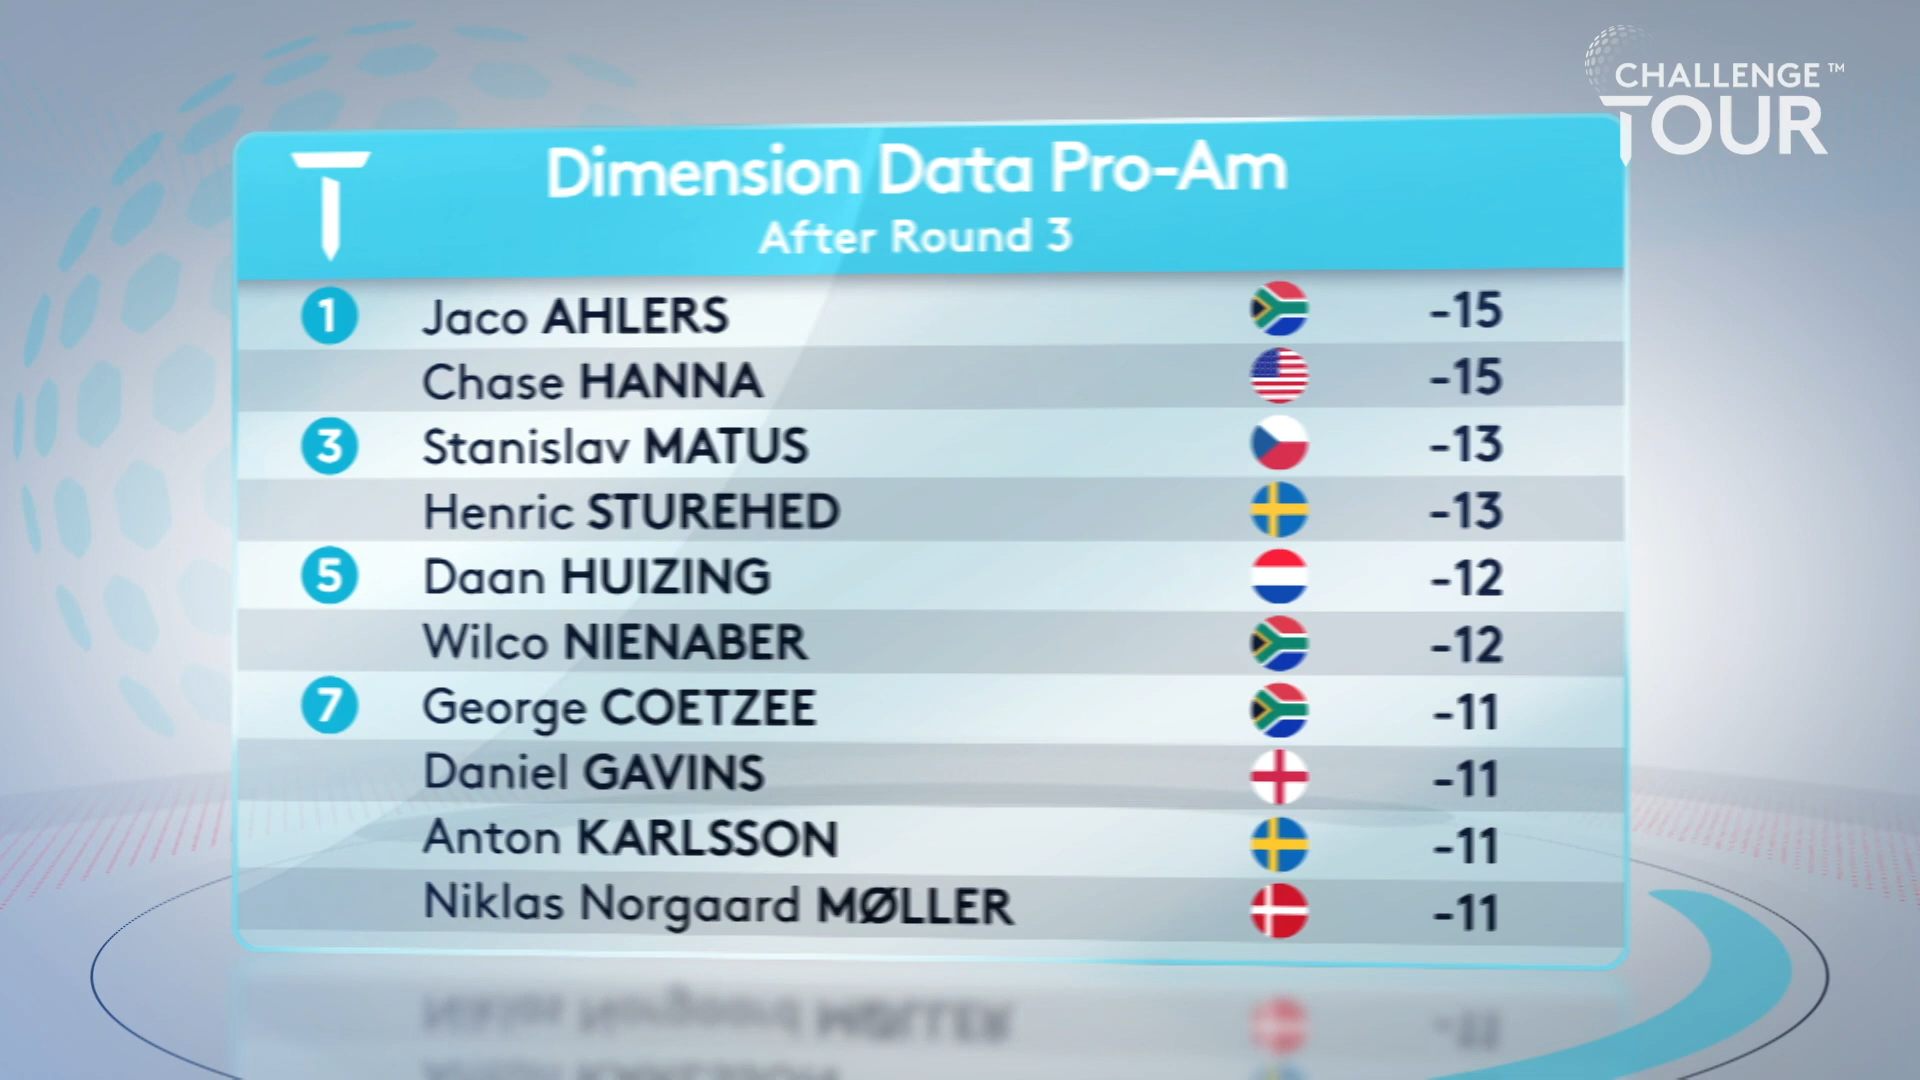 CHALLENGE™
TOUR
Dimension Data Pro-Am
After Round 3
1 Jaco AHLERS -15
Chase HANNA -15
3 Stanislav MATUS -13
Henric STUREHED -13
5 Daan HUIZING -12
Wilco NIENABER -12
7 George COETZEE -11
Daniel GAVINS -11
Anton KARLSSON -11
Niklas Norgaard MØLLER -11